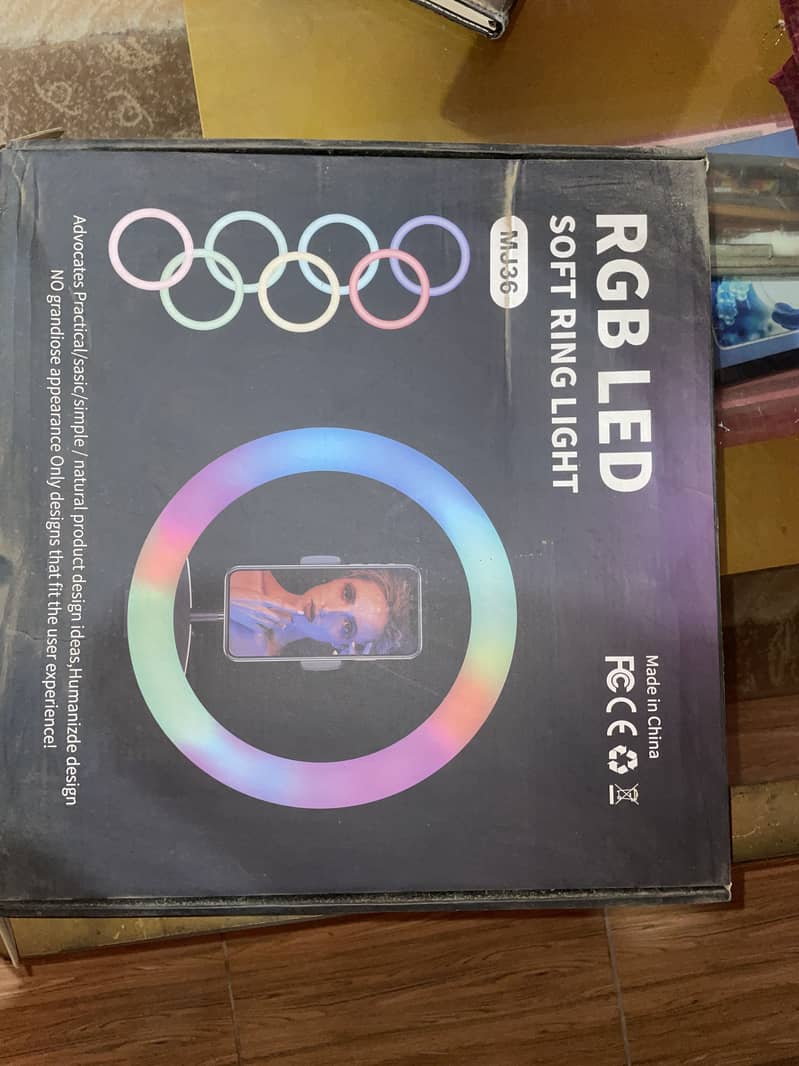 RGB LED
SOFT RING LIGHT
MJ36
Made in China
FC CE
Advocates Practical/sasic/simple / natural product design ideas,Humanizde design
NO grandiose appearance Only designs that fit the user experience!